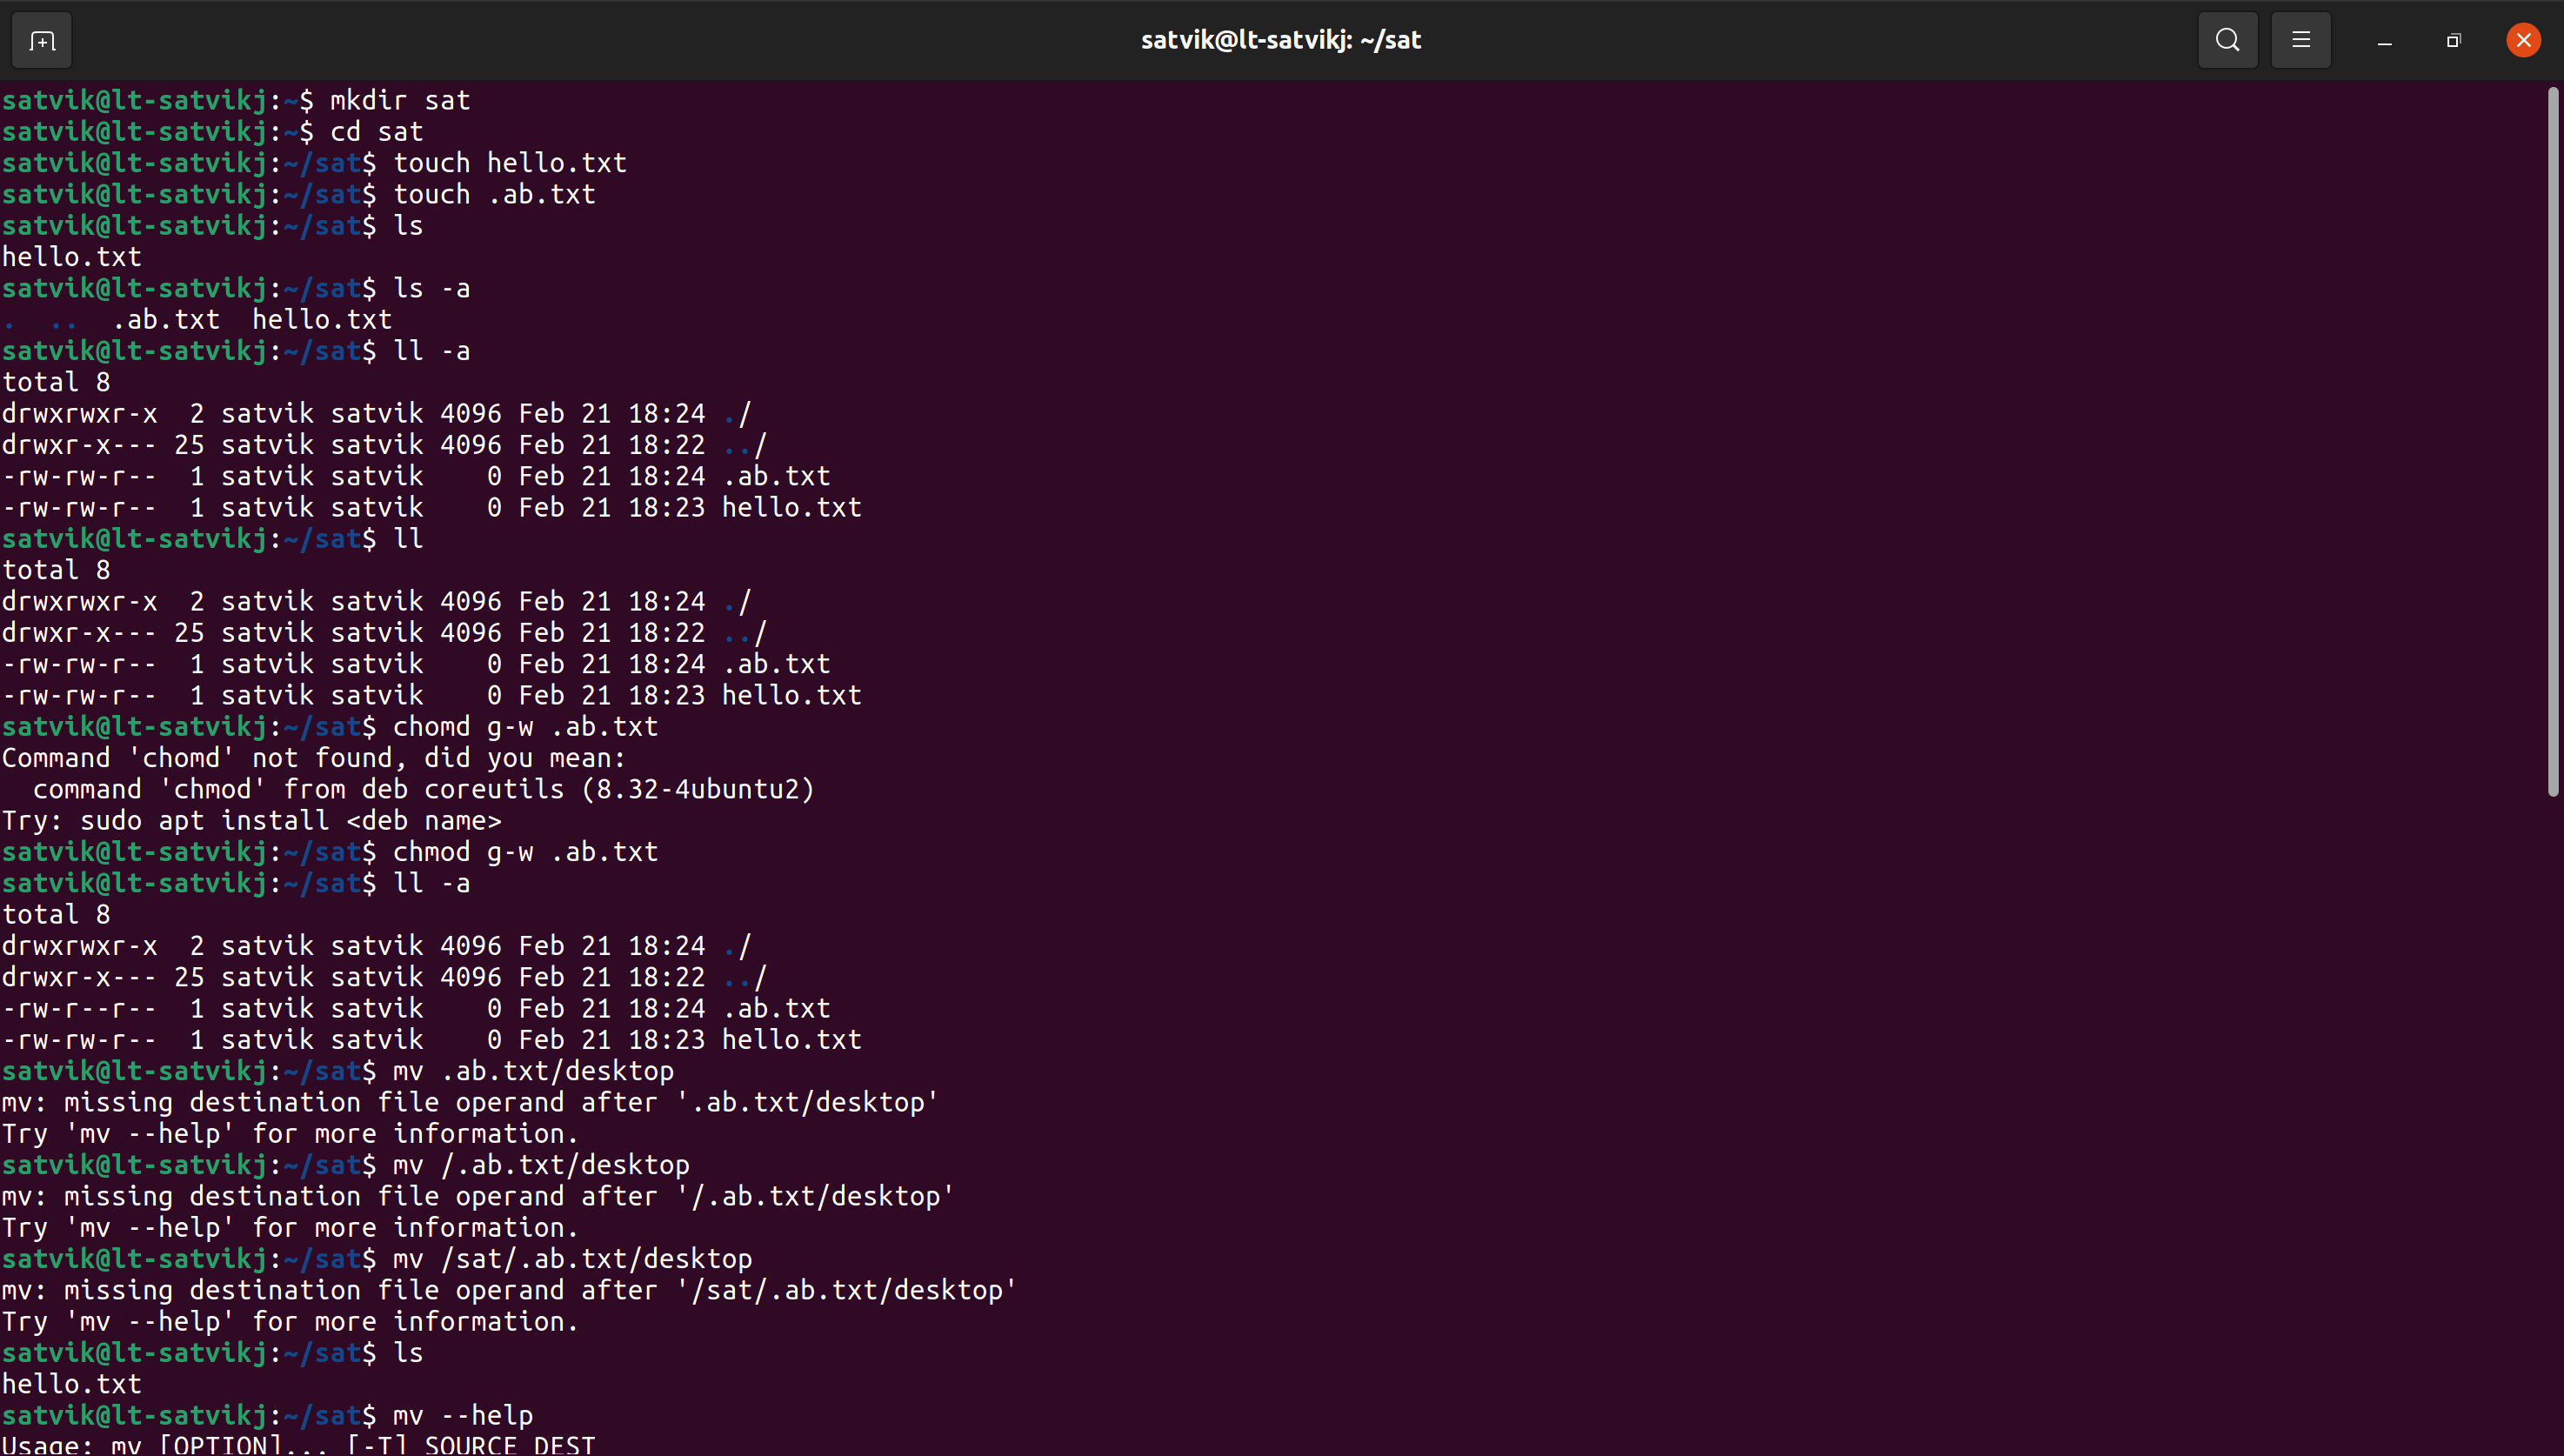 satvik@lt-satvikj: ~/sat
satvik@lt-satvikj:~$ mkdir sat
satvik@lt-satvikj:~$ cd sat
satvik@lt-satvikj:~/sat$ touch hello.txt
satvik@lt-satvikj:~/sat$ touch .ab.txt
satvik@lt-satvikj:~/sat$ ls
hello.txt
satvik@lt-satvikj:~/sat$ ls -a
.  ..  .ab.txt  hello.txt
satvik@lt-satvikj:~/sat$ ll -a
total 8
drwxrwxr-x  2 satvik satvik 4096 Feb 21 18:24 ./
drwxr-x--- 25 satvik satvik 4096 Feb 21 18:22 ../
-rw-rw-r--  1 satvik satvik    0 Feb 21 18:24 .ab.txt
-rw-rw-r--  1 satvik satvik    0 Feb 21 18:23 hello.txt
satvik@lt-satvikj:~/sat$ ll
total 8
drwxrwxr-x  2 satvik satvik 4096 Feb 21 18:24 ./
drwxr-x--- 25 satvik satvik 4096 Feb 21 18:22 ../
-rw-rw-r--  1 satvik satvik    0 Feb 21 18:24 .ab.txt
-rw-rw-r--  1 satvik satvik    0 Feb 21 18:23 hello.txt
satvik@lt-satvikj:~/sat$ chomd g-w .ab.txt
Command 'chomd' not found, did you mean:
  command 'chmod' from deb coreutils (8.32-4ubuntu2)
Try: sudo apt install <deb name>
satvik@lt-satvikj:~/sat$ chmod g-w .ab.txt
satvik@lt-satvikj:~/sat$ ll -a
total 8
drwxrwxr-x  2 satvik satvik 4096 Feb 21 18:24 ./
drwxr-x--- 25 satvik satvik 4096 Feb 21 18:22 ../
-rw-r--r--  1 satvik satvik    0 Feb 21 18:24 .ab.txt
-rw-rw-r--  1 satvik satvik    0 Feb 21 18:23 hello.txt
satvik@lt-satvikj:~/sat$ mv .ab.txt/desktop
mv: missing destination file operand after '.ab.txt/desktop'
Try 'mv --help' for more information.
satvik@lt-satvikj:~/sat$ mv /.ab.txt/desktop
mv: missing destination file operand after '/.ab.txt/desktop'
Try 'mv --help' for more information.
satvik@lt-satvikj:~/sat$ mv /sat/.ab.txt/desktop
mv: missing destination file operand after '/sat/.ab.txt/desktop'
Try 'mv --help' for more information.
satvik@lt-satvikj:~/sat$ ls
hello.txt
satvik@lt-satvikj:~/sat$ mv --help
Usage: mv [OPTION]... [-T] SOURCE DEST